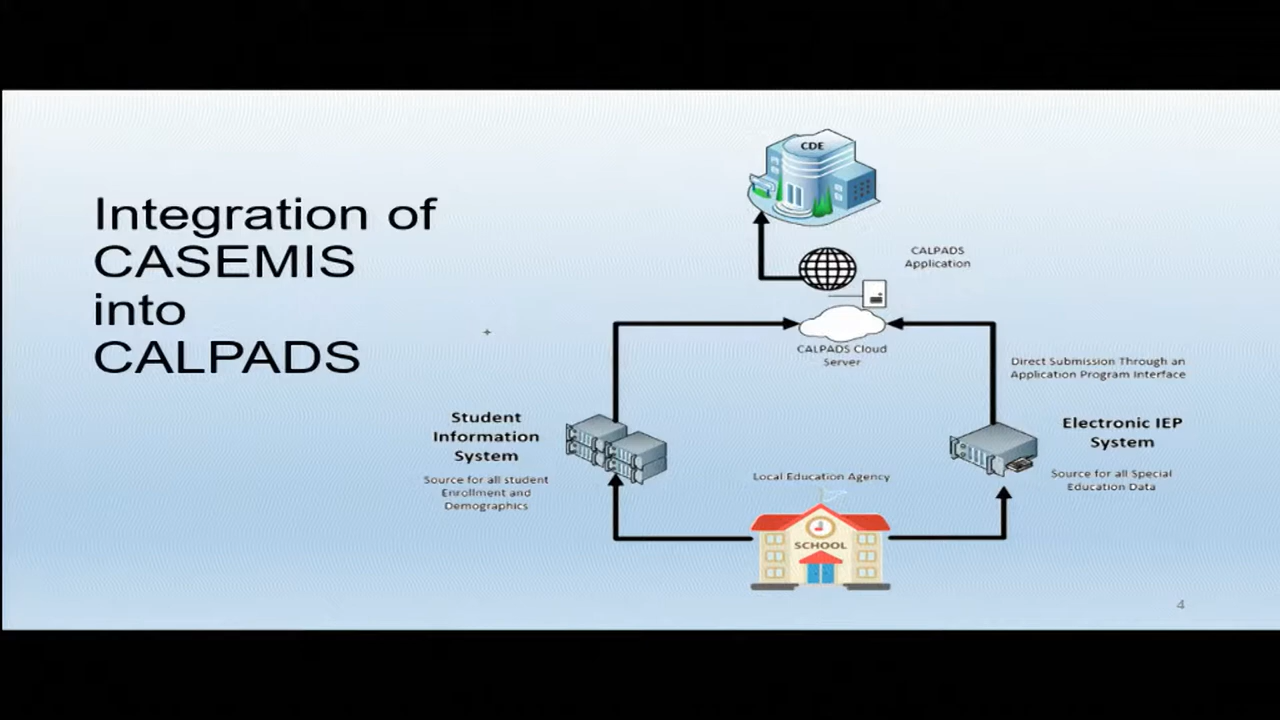 Integration of
CASEMIS
into
CALPADS
CDE
CALPADS
Application
CALPADS Cloud
Server
Direct Submission Through an
Application Program Interface
Student
Information
System
Source for all student
Enrollment and
Demographics
Electronic IEP
System
Source for all Special
Education Data
Local Education Agency
SCHOOL
4